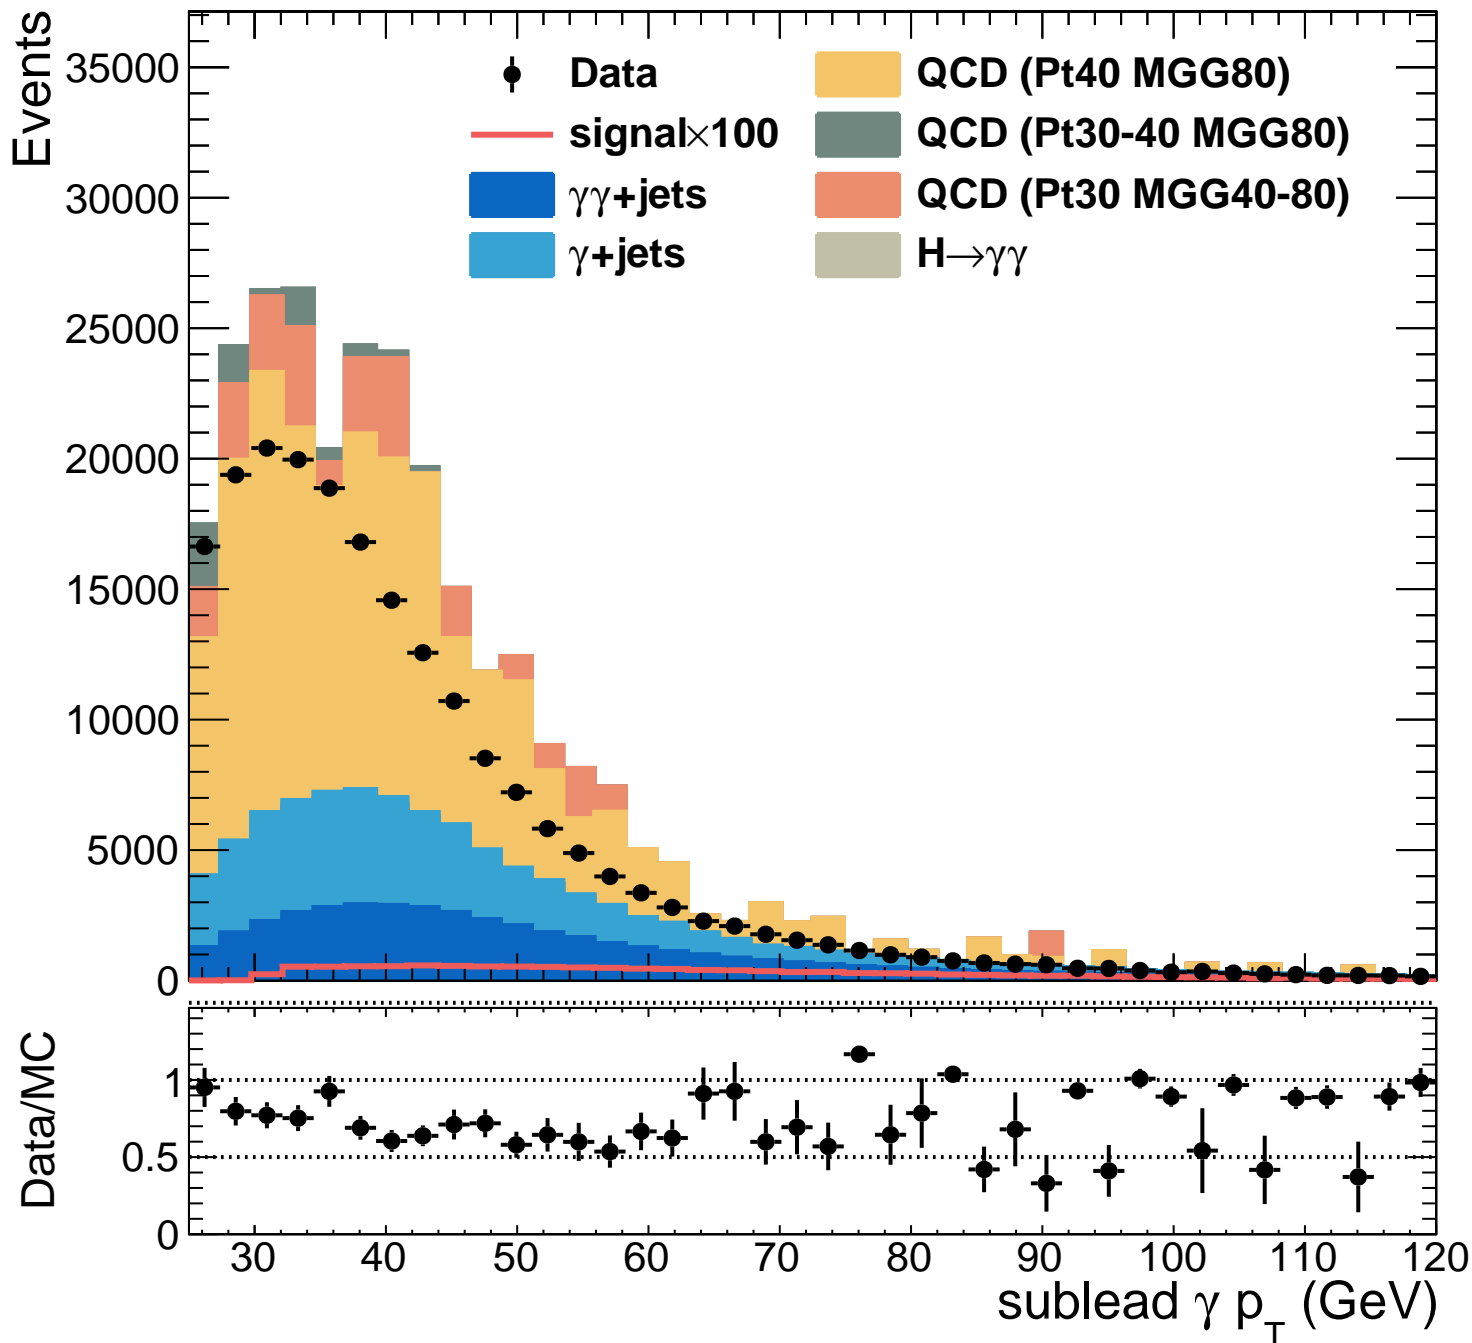 Events
35000
30000
25000
20000
15000
10000
5000
0
Data
signal×100
γγ+jets
γ+jets
QCD (Pt40 MGG80)
QCD (Pt30-40 MGG80)
QCD (Pt30 MGG40-80)
H→γγ
Data/MC
1
0.5
0
30 40 50 60 70 80 90 100 110 120
sublead γ p_T (GeV)